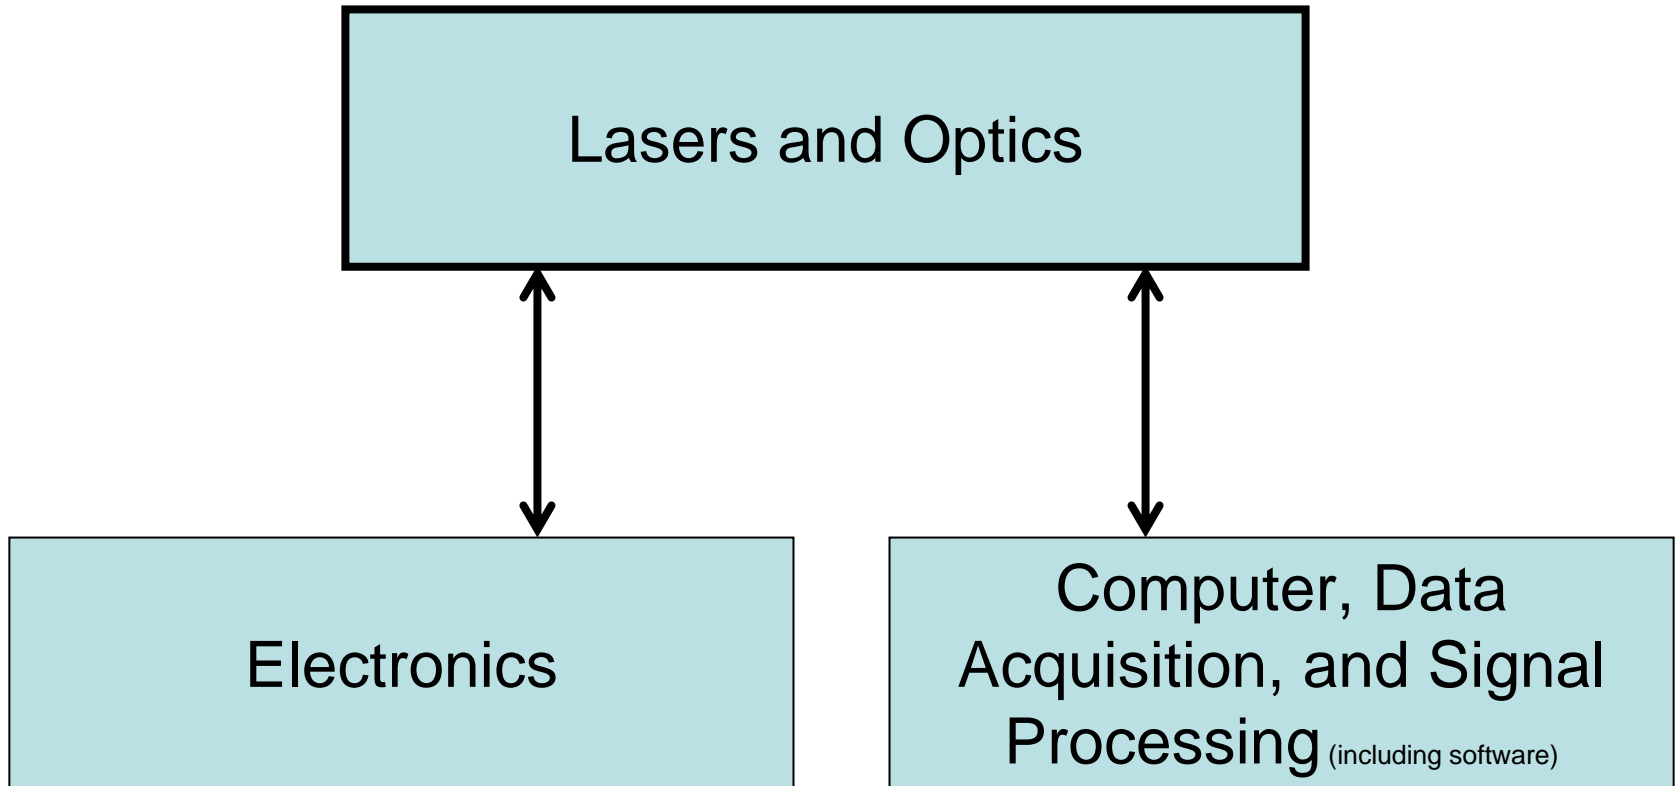 Lasers and Optics
Electronics
Computer, Data
Acquisition, and Signal
Processing (including software)